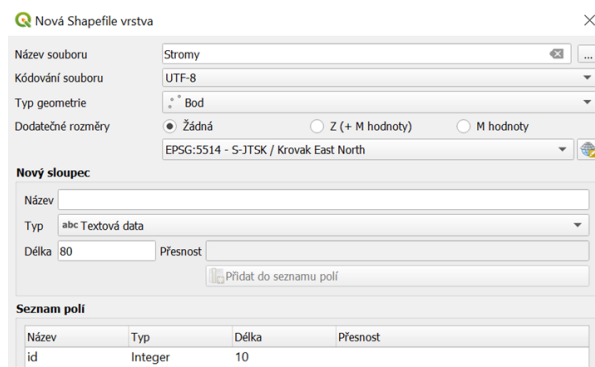 Nová Shapefile vrstva
Název souboru Stromy ...
Kódování souboru UTF-8
Typ geometrie Bod
Dodatečné rozměry Žádná Z (+ M hodnoty) M hodnoty
EPSG:5514 - S-JTSK / Krovak East North
Nový sloupec
Název
Typ abc Textová data
Délka 80 Přesnost
Přidat do seznamu polí
Seznam polí
Název Typ Délka Přesnost
id Integer 10